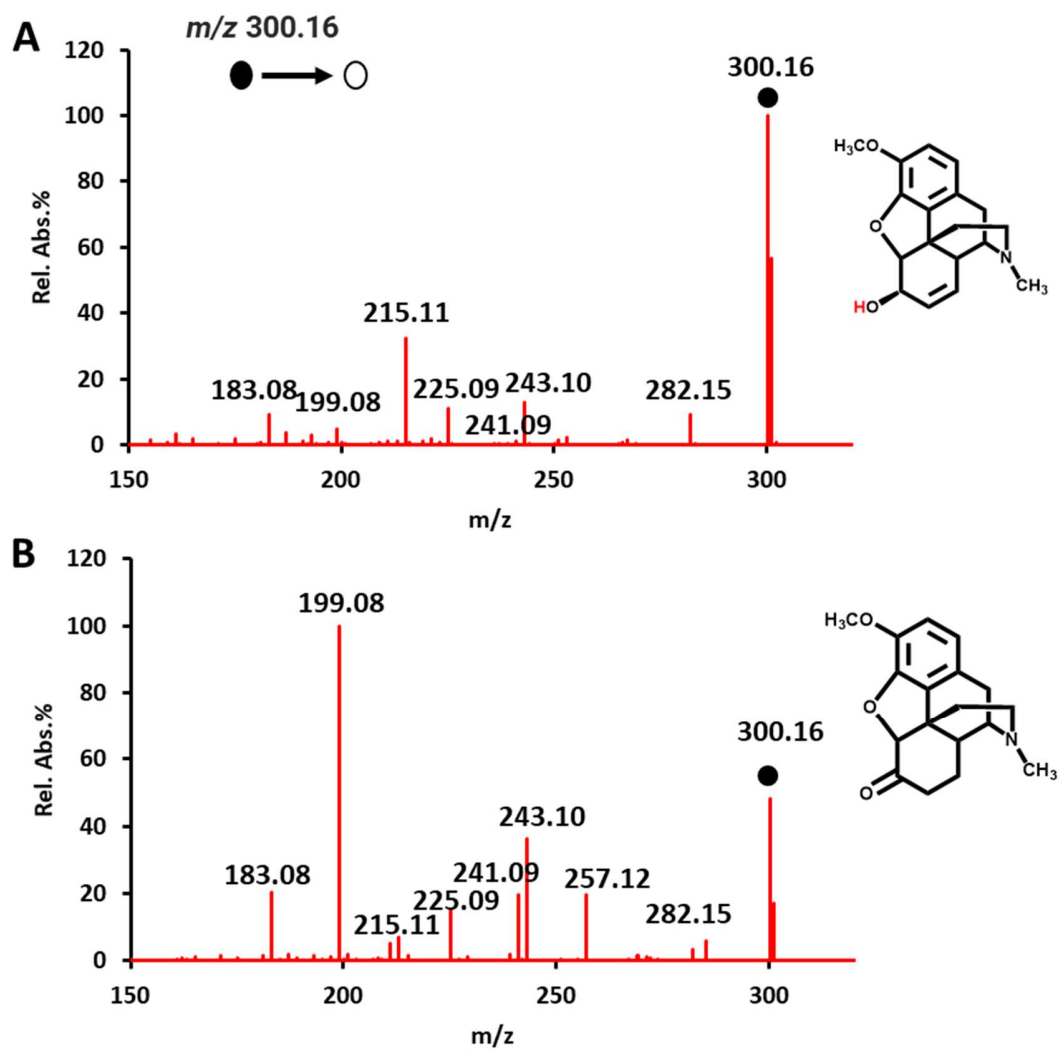 A
m/z 300.16
120
100
80
60
40
20
0
Rel. Abs.%
300.16
215.11
183.08
199.08
225.09
243.10
241.09
282.15
150
200
250
300
m/z
H₃CO
O
N
CH₃
HO
B
120
100
80
60
40
20
0
Rel. Abs.%
199.08
300.16
243.10
183.08
241.09
257.12
225.09
215.11
282.15
150
200
250
300
m/z
H₃CO
O
N
CH₃
O